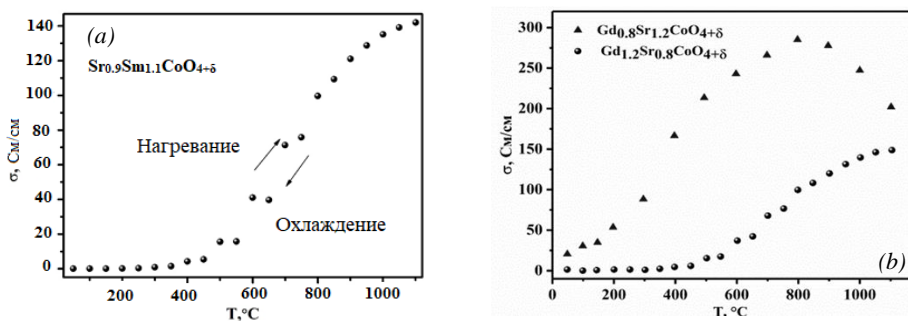 (a)
Sr0.9Sm1.1CoO4+δ
Нагревание
Охлаждение
σ, См/см
140
120
100
80
60
40
20
0
200 400 600 800 1000
T,°C
Gd0.8Sr1.2CoO4+δ
Gd1.2Sr0.8CoO4+δ
σ, См/см
300
250
200
150
100
50
0
0 200 400 600 800 1000
T, °C
(b)